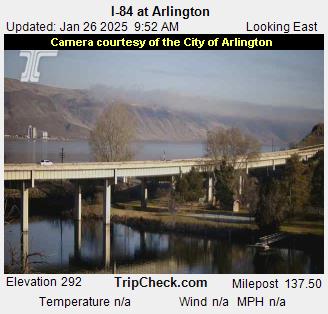 I-84 at Arlington
Updated: Jan 26 2025 9:52 AM Looking East
Camera courtesy of the City of Arlington
Elevation 292 TripCheck.com Milepost 137.50
Temperature n/a Wind n/a MPH n/a